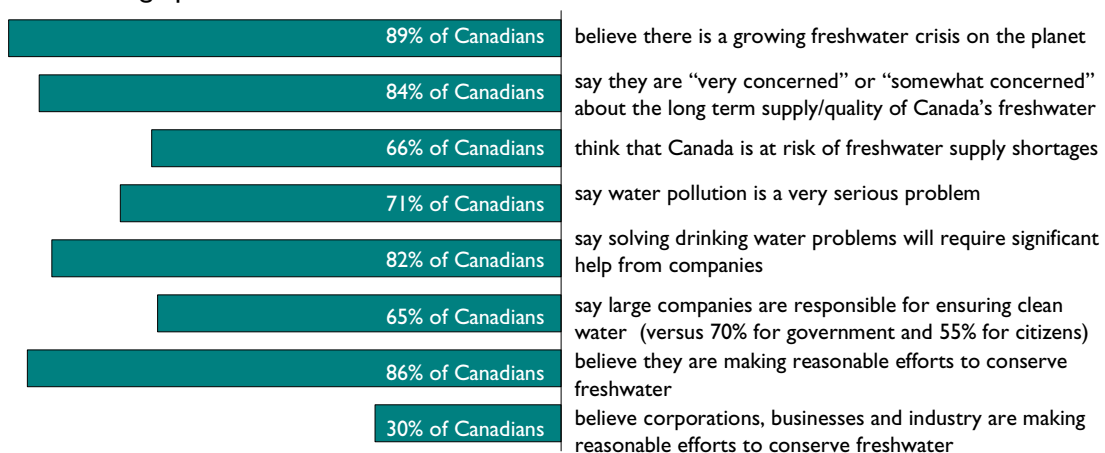 89% of Canadians believe there is a growing freshwater crisis on the planet
84% of Canadians say they are “very concerned” or “somewhat concerned”
about the long term supply/quality of Canada’s freshwater
66% of Canadians think that Canada is at risk of freshwater supply shortages
71% of Canadians say water pollution is a very serious problem
82% of Canadians say solving drinking water problems will require significant
help from companies
65% of Canadians say large companies are responsible for ensuring clean
water (versus 70% for government and 55% for citizens)
86% of Canadians believe they are making reasonable efforts to conserve
freshwater
30% of Canadians believe corporations, businesses and industry are making
reasonable efforts to conserve freshwater